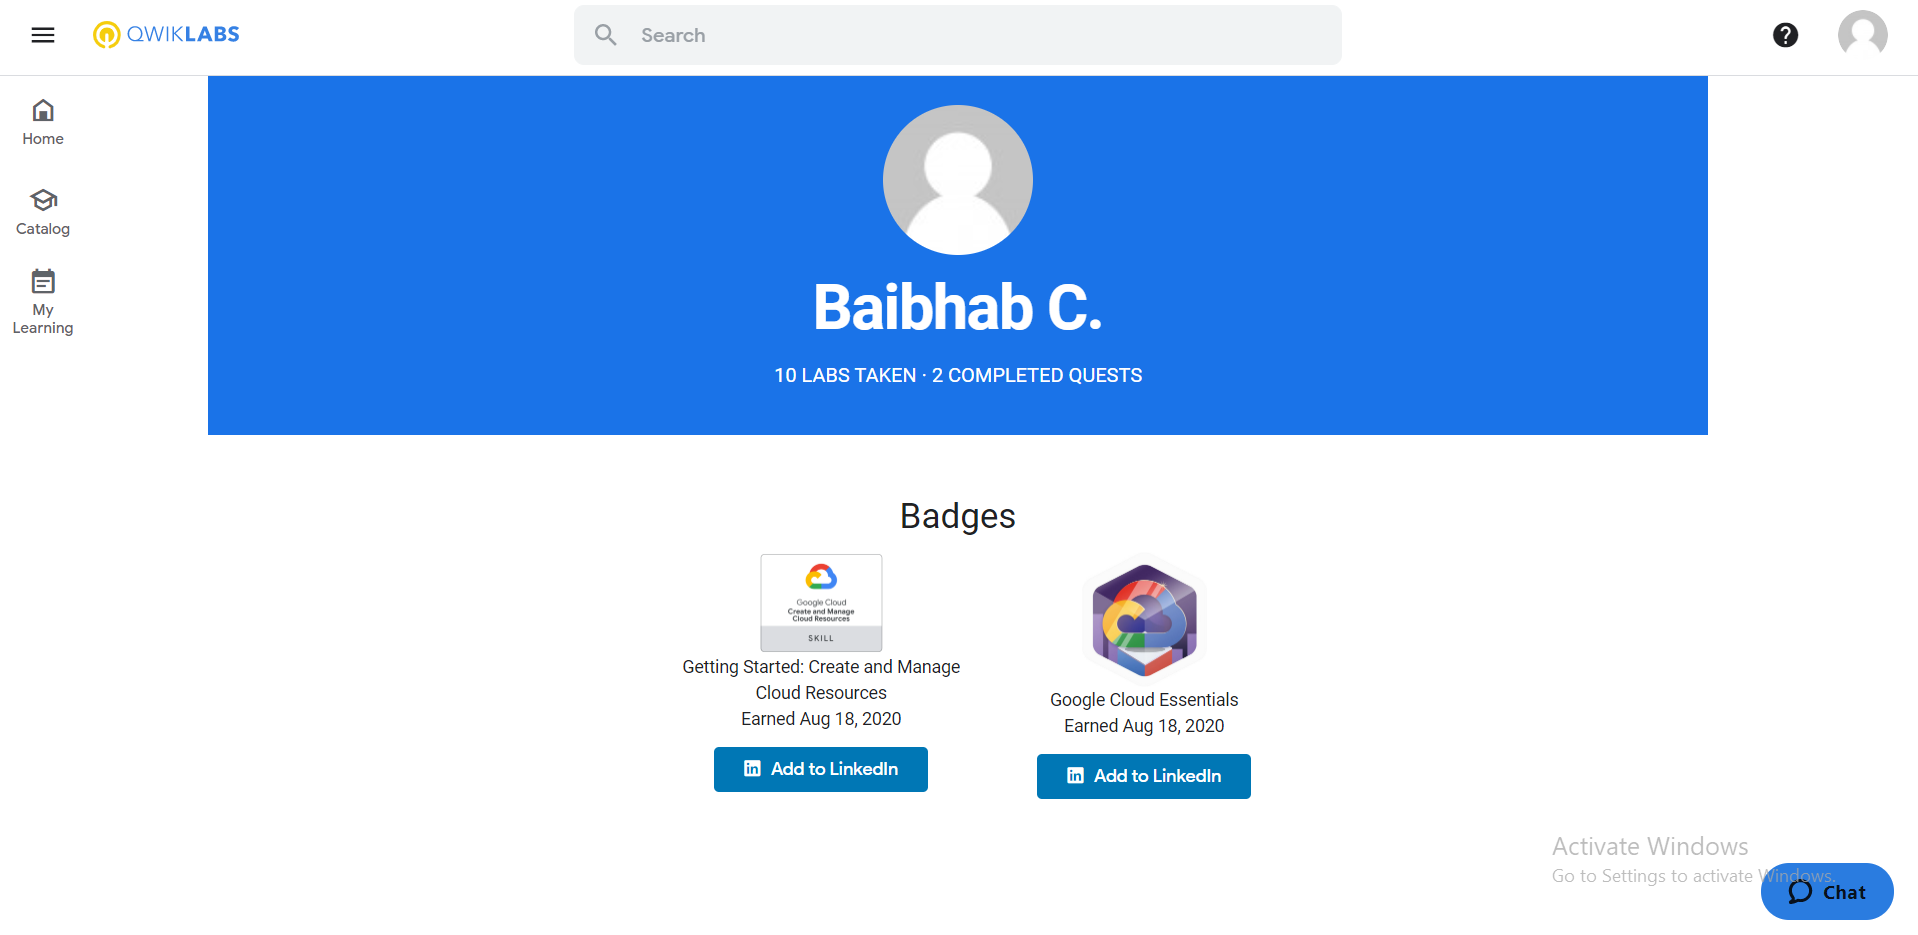 QWIKLABS
Search
Home
Catalog
My
Learning
Baibhab C.
10 LABS TAKEN · 2 COMPLETED QUESTS
Badges
Google Cloud
Create and Manage
Cloud Resources
SKILL
Getting Started: Create and Manage
Cloud Resources
Earned Aug 18, 2020
in Add to LinkedIn
Google Cloud Essentials
Earned Aug 18, 2020
in Add to LinkedIn
Activate Windows
Go to Settings to activate Windows.
Chat